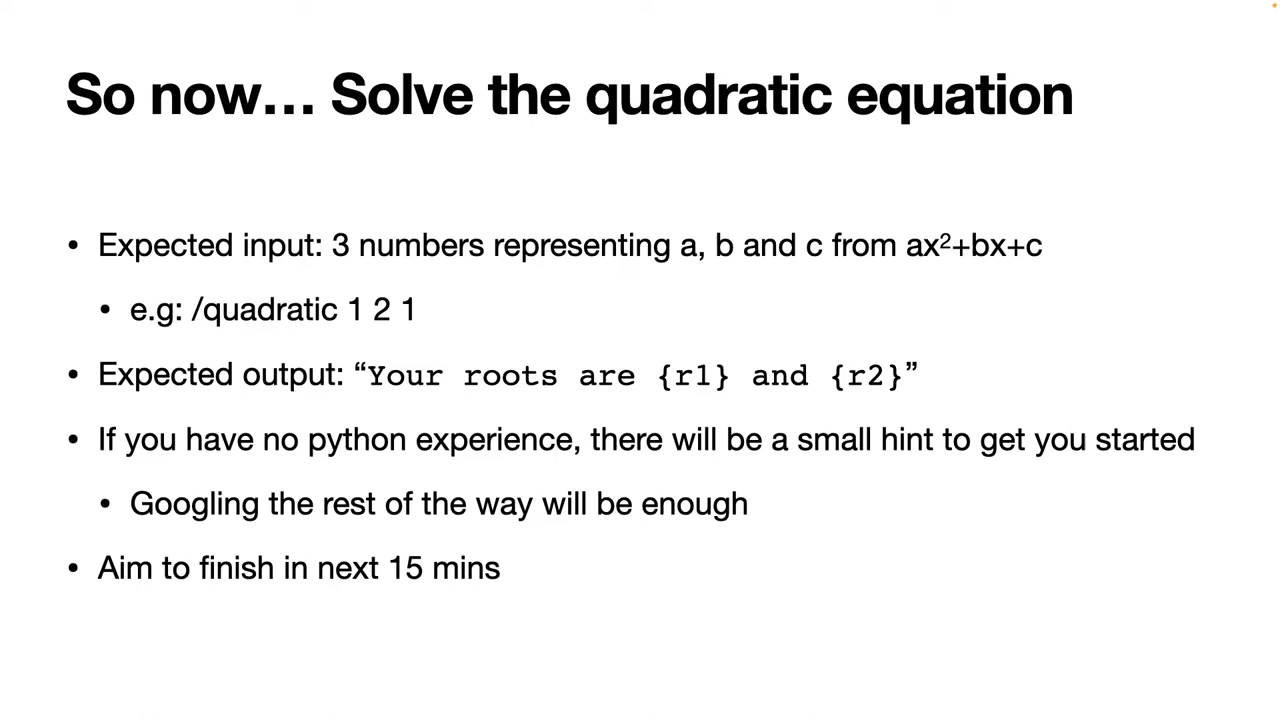 So now… Solve the quadratic equation
• Expected input: 3 numbers representing a, b and c from ax²+bx+c
• e.g: /quadratic 1 2 1
• Expected output: “Your roots are {r1} and {r2}”
• If you have no python experience, there will be a small hint to get you started
• Googling the rest of the way will be enough
• Aim to finish in next 15 mins